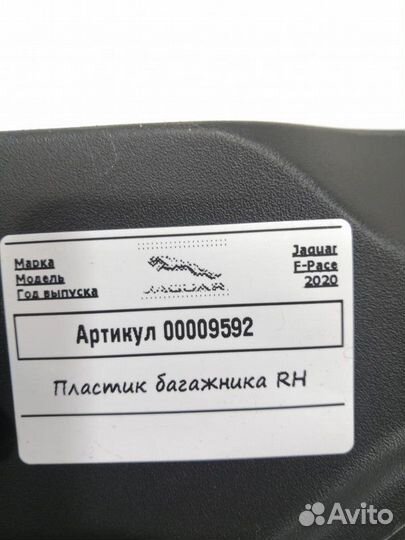 Марка Jaguar
Модель F-Pace
Год выпуска 2020
JAGUAR
Артикул 00009592
Пластик багажника RH
Avito